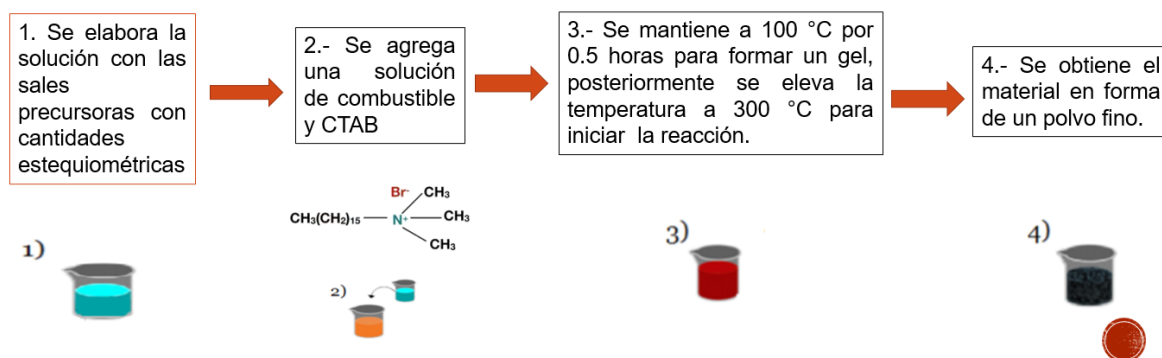 1. Se elabora la
solución con las
sales
precursoras con
cantidades
estequiométricas
2.- Se agrega
una solución
de combustible
y CTAB
3.- Se mantiene a 100 °C por
0.5 horas para formar un gel,
posteriormente se eleva la
temperatura a 300 °C para
iniciar la reacción.
4.- Se obtiene el
material en forma
de un polvo fino.
Br- CH₃
CH₃(CH₂)₁₅ N⁺ CH₃
CH₃
1)
2)
3)
4)